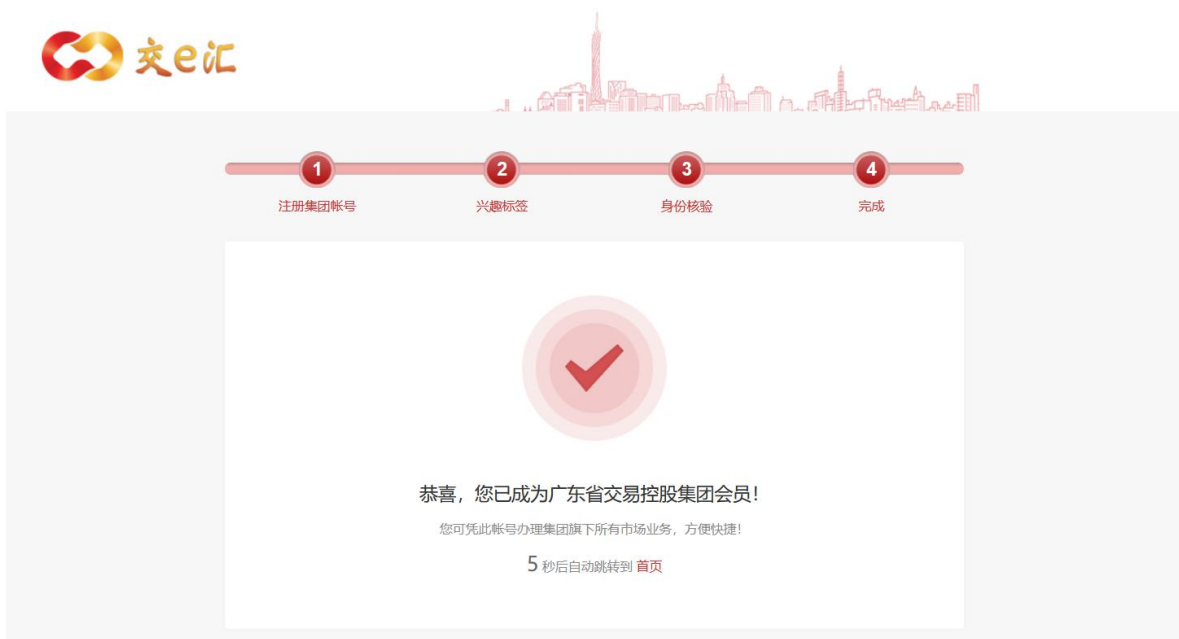 交e汇
1 2 3 4
注册集团帐号 兴趣标签 身份核验 完成
恭喜，您已成为广东省交易控股集团会员！
您可凭此帐号办理集团旗下所有市场业务，方便快捷！
5 秒后自动跳转到 首页